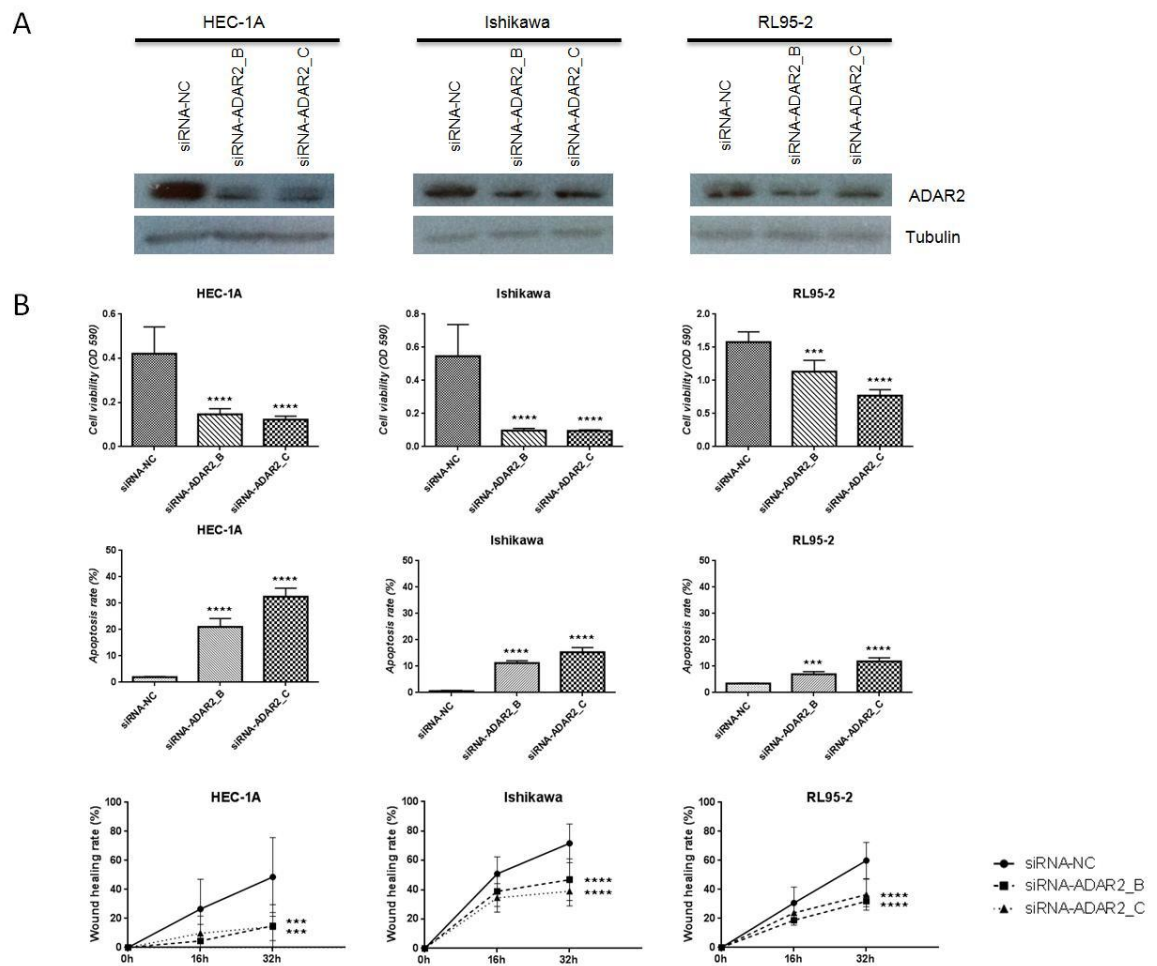 A
HEC-1A
Ishikawa
RL95-2
siRNA-NC
siRNA-ADAR2_B
siRNA-ADAR2_C
siRNA-NC
siRNA-ADAR2_B
siRNA-ADAR2_C
siRNA-NC
siRNA-ADAR2_B
siRNA-ADAR2_C
ADAR2
Tubulin
B
HEC-1A
Cell viability (OD 590)
0.6
0.4
0.2
0.0
****
****
siRNA-NC
siRNA-ADAR2_B
siRNA-ADAR2_C
Ishikawa
Cell viability (OD 590)
0.8
0.6
0.4
0.2
0.0
****
****
siRNA-NC
siRNA-ADAR2_B
siRNA-ADAR2_C
RL95-2
Cell viability (OD 590)
2.0
1.5
1.0
0.5
0.0
***
****
siRNA-NC
siRNA-ADAR2_B
siRNA-ADAR2_C
HEC-1A
Apoptosis rate (%)
50
40
30
20
10
0
****
****
siRNA-NC
siRNA-ADAR2_B
siRNA-ADAR2_C
Ishikawa
Apoptosis rate (%)
50
40
30
20
10
0
****
****
siRNA-NC
siRNA-ADAR2_B
siRNA-ADAR2_C
RL95-2
Apoptosis rate (%)
50
40
30
20
10
0
***
****
siRNA-NC
siRNA-ADAR2_B
siRNA-ADAR2_C
HEC-1A
Wound healing rate (%)
100
80
60
40
20
0
***
***
0h
16h
32h
Ishikawa
Wound healing rate (%)
100
80
60
40
20
0
****
****
0h
16h
32h
RL95-2
Wound healing rate (%)
100
80
60
40
20
0
****
****
0h
16h
32h
siRNA-NC
siRNA-ADAR2_B
siRNA-ADAR2_C